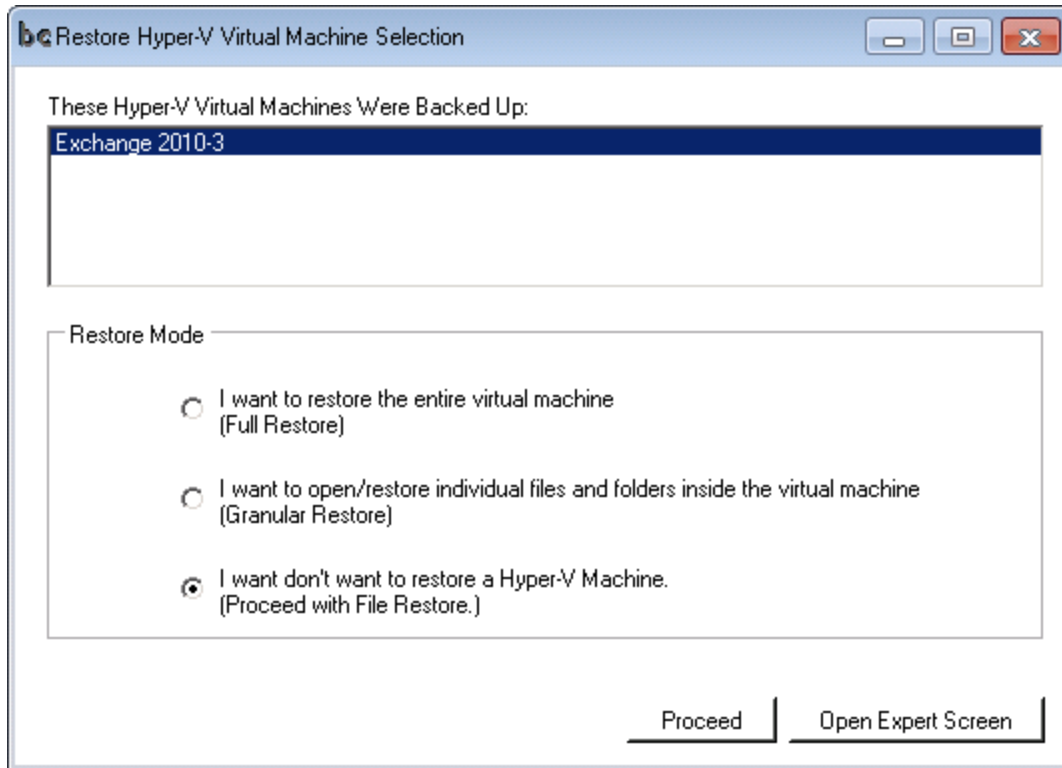 bc Restore Hyper-V Virtual Machine Selection
These Hyper-V Virtual Machines Were Backed Up:
Exchange 2010-3
Restore Mode
I want to restore the entire virtual machine
(Full Restore)
I want to open/restore individual files and folders inside the virtual machine
(Granular Restore)
I want don't want to restore a Hyper-V Machine.
(Proceed with File Restore.)
Proceed
Open Expert Screen